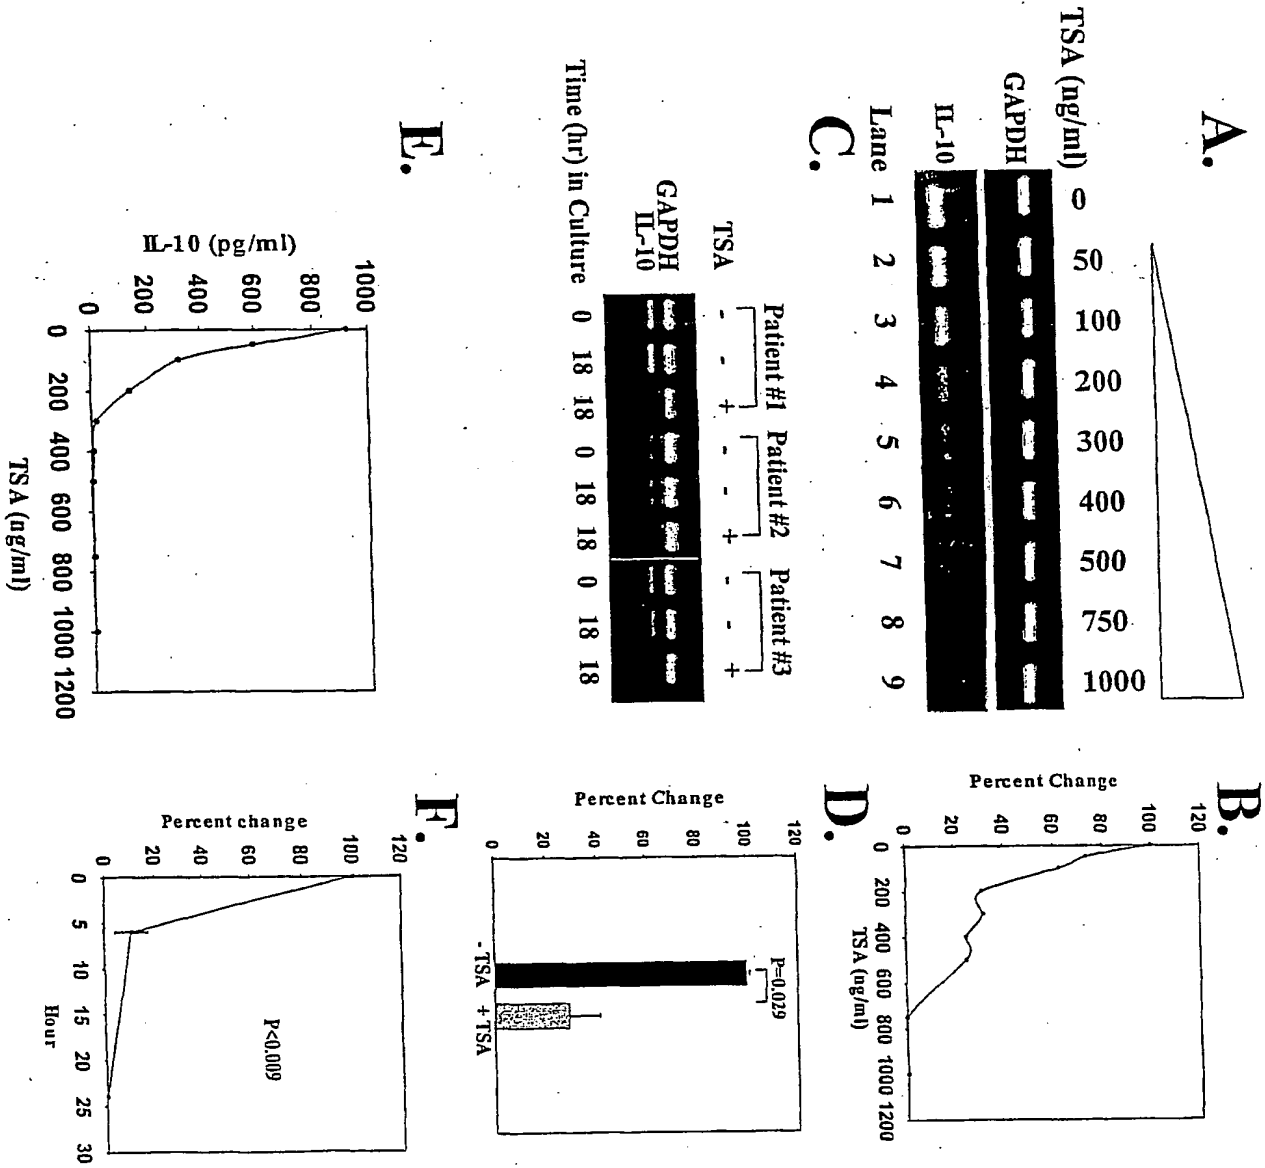 A.
TSA (ng/ml) 0 50 100 200 300 400 500 750 1000
GAPDH
IL-10
Lane 1 2 3 4 5 6 7 8 9
B.
Percent Change
120
100
80
60
40
20
0
0 200 400 600 800 1000 1200
TSA (ng/ml)
C.
Patient #1 Patient #2 Patient #3
TSA - - + - - + - - +
GAPDH
IL-10
Time (hr) in Culture 0 18 18 0 18 18 0 18 18
D.
Percent Change
120
100
80
60
40
20
0
P=0.029
- TSA + TSA
E.
IL-10 (pg/ml)
1000
800
600
400
200
0
0 200 400 600 800 1000 1200
TSA (ng/ml)
F.
Percent change
120
100
80
60
40
20
0
P<0.009
0 5 10 15 20 25 30
Hour